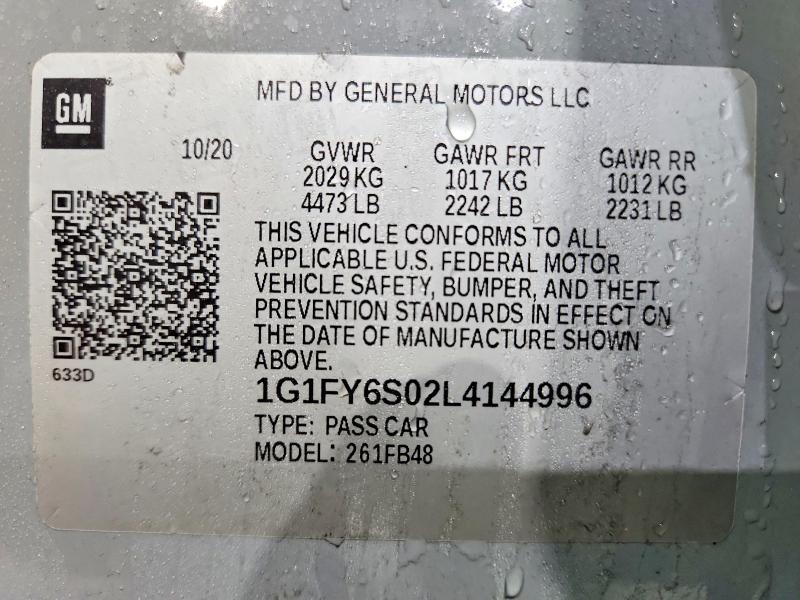 GM
MFD BY GENERAL MOTORS LLC
10/20 GVWR GAWR FRT GAWR RR
2029 KG 1017 KG 1012 KG
4473 LB 2242 LB 2231 LB
THIS VEHICLE CONFORMS TO ALL
APPLICABLE U.S. FEDERAL MOTOR
VEHICLE SAFETY, BUMPER, AND THEFT
PREVENTION STANDARDS IN EFFECT ON
THE DATE OF MANUFACTURE SHOWN
ABOVE.
633D
1G1FY6S02L4144996
TYPE: PASS CAR
MODEL: 261FB48